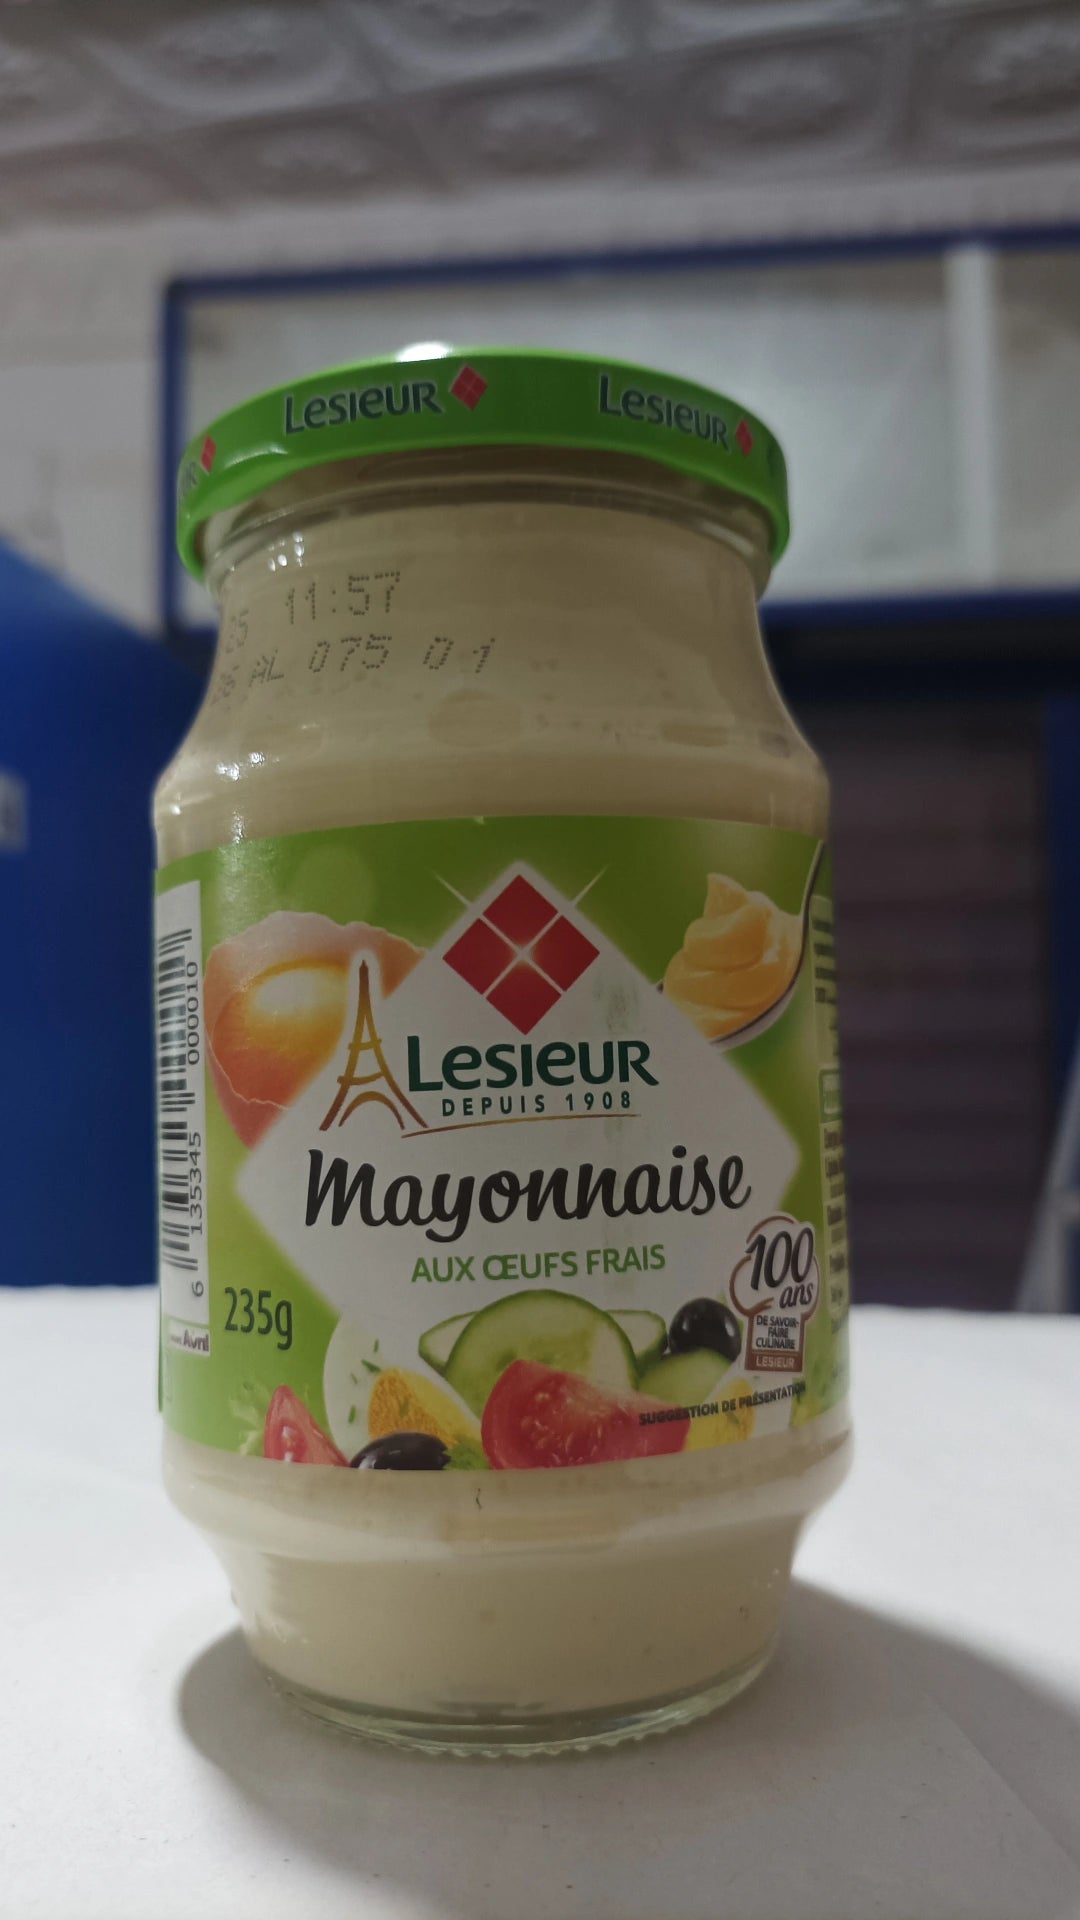 Lesieur
Lesieur
25 11:57
AL 075 01
Lesieur
DEPUIS 1908
Mayonnaise
AUX ŒUFS FRAIS
100
ans
DE SAVOIR-
FAIRE
CULINAIRE
LESIEUR
235g
SUGGESTION DE PRÉSENTATION
6 135345 000010
Avril